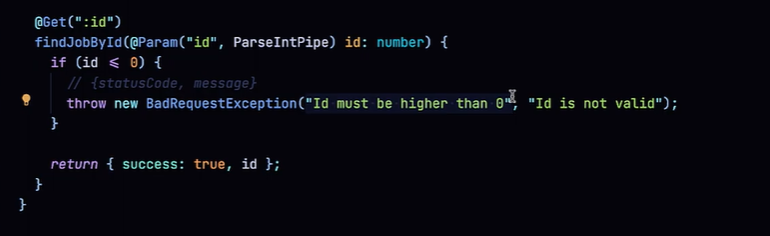 @Get(":id")
findJobById(@Param("id", ParseIntPipe) id: number) {
if (id <= 0) {
// {statusCode, message}
throw new BadRequestException("Id must be higher than 0", "Id is not valid");
}
return { success: true, id };
}
}